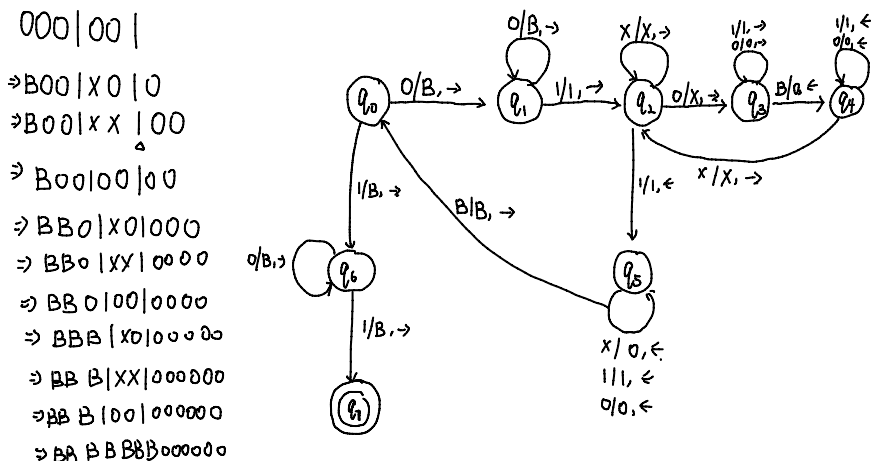 000|00|
⇒B00|X0|0
⇒B00|XX|00
△
⇒ B00|00|00
⇒ BB0|X0|000
⇒ BB0|XX|0000
⇒ BB0|00|0000
⇒ BBB|X0|00000
⇒ BBB|XX|000000
⇒BBB|00|000000
⇒BBBBBBB000000
0/B,→
X/X,→
1/1,→
0/0,→
1/1,←
0/0,←
q0
0/B,→
q1
1/1,→
q2
0/X,→
q3
B/B←
q4
X/X,→
1/B,→
B/B,→
1/1,←
0/B,→
q6
q5
1/B,→
X/0,←
1/1,←
0/0,←
q7